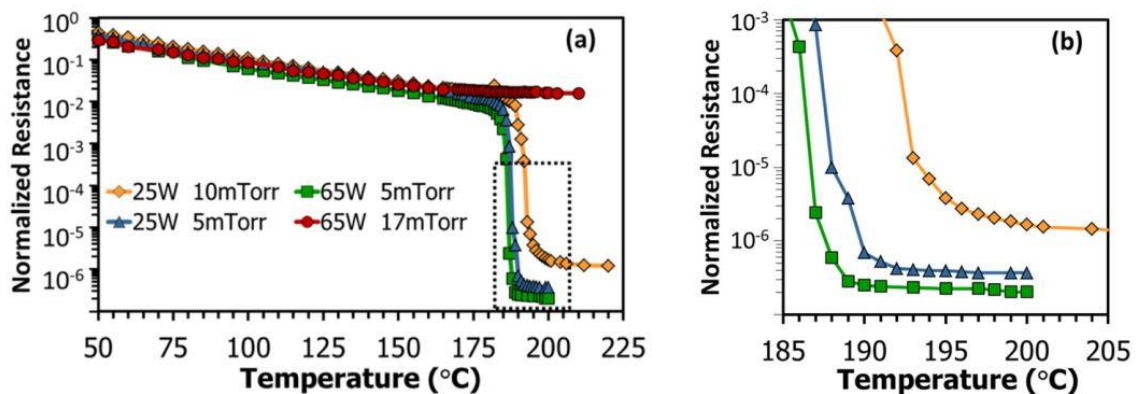 (a)
Normalized Resistance
10^0
10^-1
10^-2
10^-3
10^-4
10^-5
10^-6
25W 10mTorr
65W 5mTorr
25W 5mTorr
65W 17mTorr
50 75 100 125 150 175 200 225
Temperature (°C)
(b)
Normalized Resistance
10^-3
10^-4
10^-5
10^-6
185 190 195 200 205
Temperature (°C)